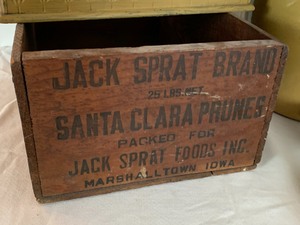 JACK SPRAT BRAND
25 LBS. NET
SANTA CLARA PRUNES
PACKED FOR
JACK SPRAT FOODS INC.
MARSHALLTOWN IOWA